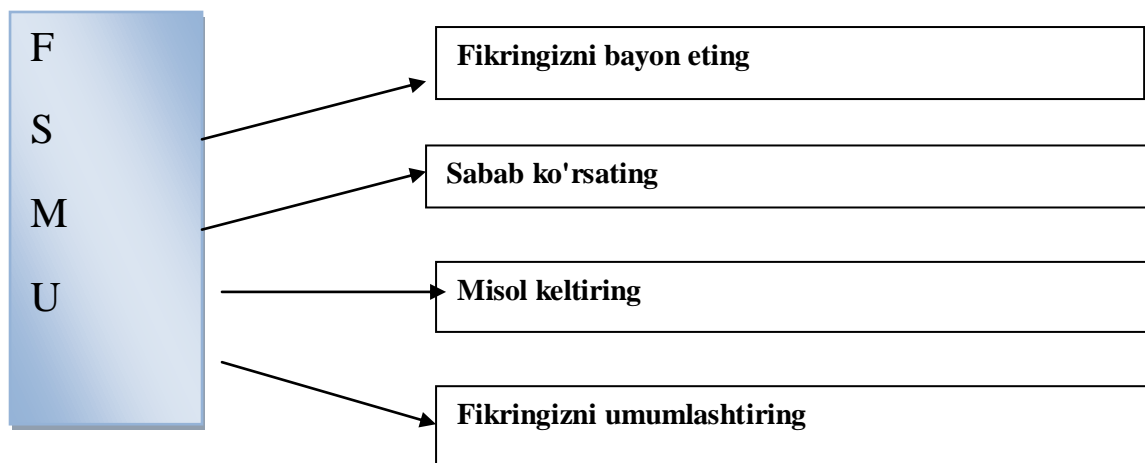 F
S
M
U
Fikringizni bayon eting
Sabab ko'rsating
Misol keltiring
Fikringizni umumlashtiring